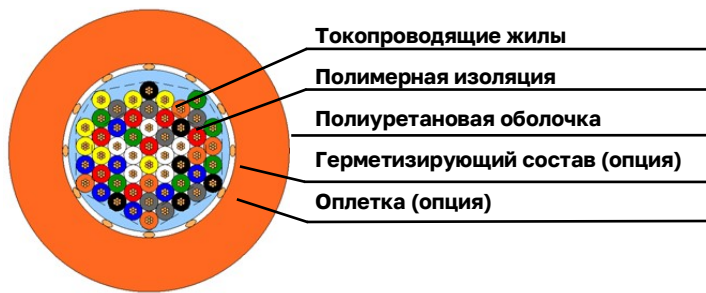 Токопроводящие жилы
Полимерная изоляция
Полиуретановая оболочка
Герметизирующий состав (опция)
Оплетка (опция)